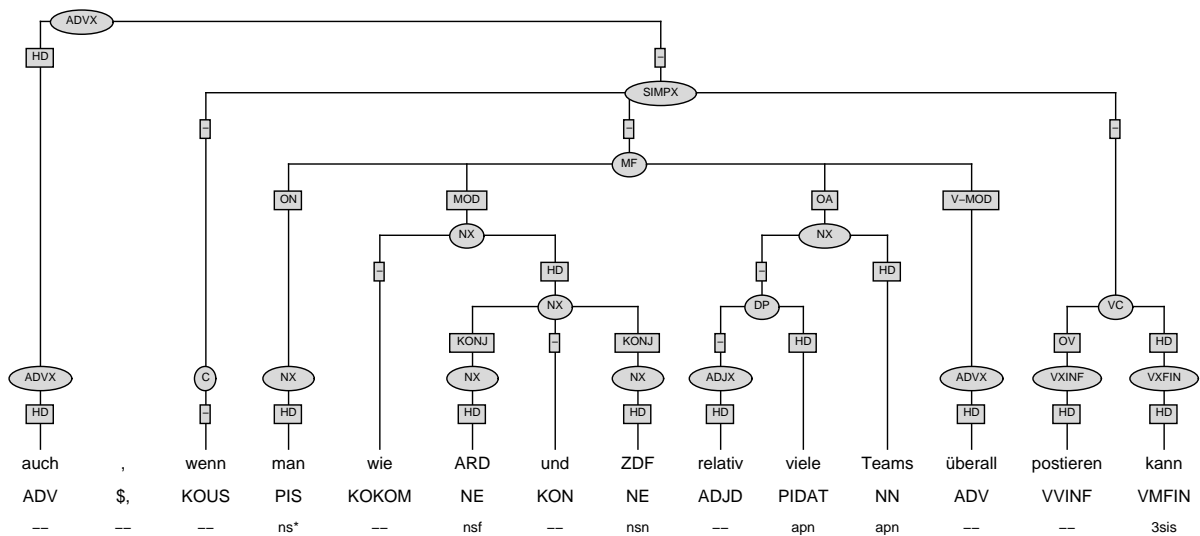 ADVX
HD –
SIMPX
– – –
MF
ON MOD OA V–MOD
NX NX
– HD – HD
NX DP VC
KONJ – KONJ – HD OV HD
ADVX C NX NX NX ADJX ADVX VXINF VXFIN
HD – HD HD HD HD HD HD HD
auch , wenn man wie ARD und ZDF relativ viele Teams überall postieren kann
ADV $, KOUS PIS KOKOM NE KON NE ADJD PIDAT NN ADV VVINF VMFIN
–– –– –– ns* –– nsf –– nsn –– apn apn –– –– 3sis